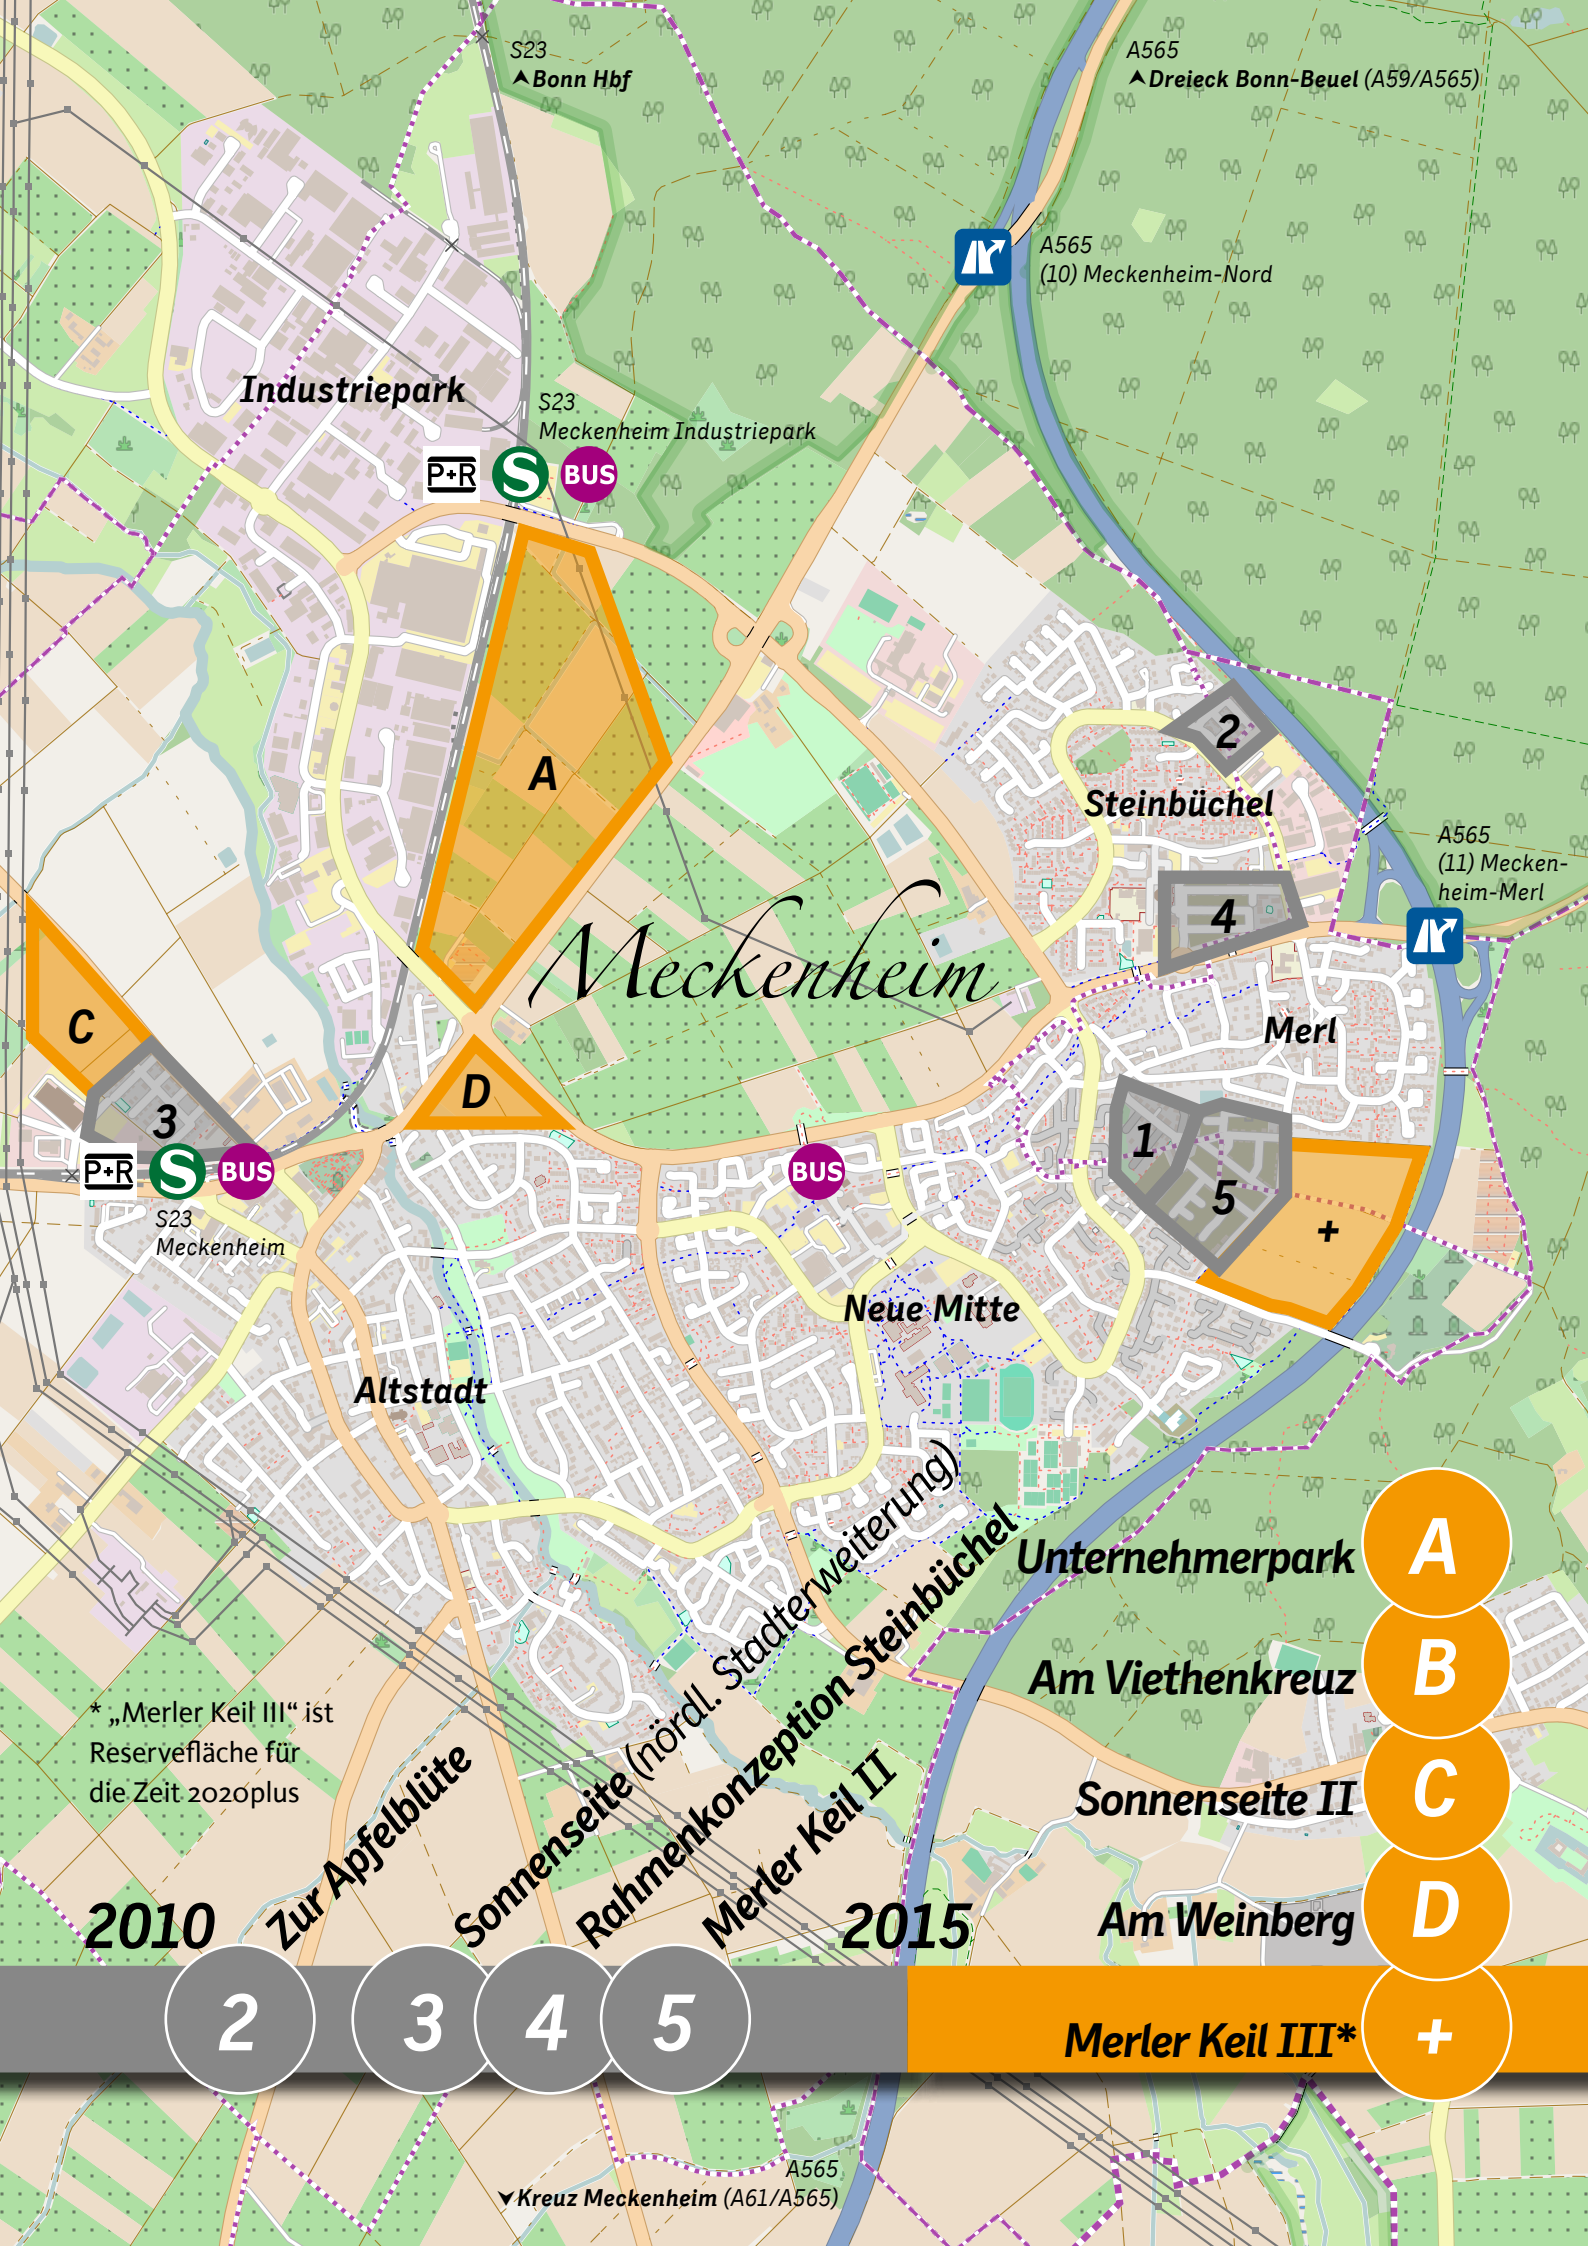 S23
Bonn Hbf
A565
Dreieck Bonn-Beuel (A59/A565)
A565
(10) Meckenheim-Nord
Industriepark
S23
Meckenheim Industriepark
P+R
S
BUS
A
2
Steinbüchel
A565
(11) Mecken-
heim-Merl
4
Meckenheim
C
Merl
D
3
1
5
+
P+R
S
BUS
BUS
S23
Meckenheim
Neue Mitte
Altstadt
Unternehmerpark A
Am Viethenkreuz B
Sonnenseite II C
Am Weinberg D
Merler Keil III* +
* „Merler Keil III“ ist
Reservefläche für
die Zeit 2020plus
Zur Apfelblüte
Sonnenseite (nördl. Stadterweiterung)
Rahmenkonzeption Steinbüchel
Merler Keil II
2010
2015
2
3
4
5
A565
Kreuz Meckenheim (A61/A565)